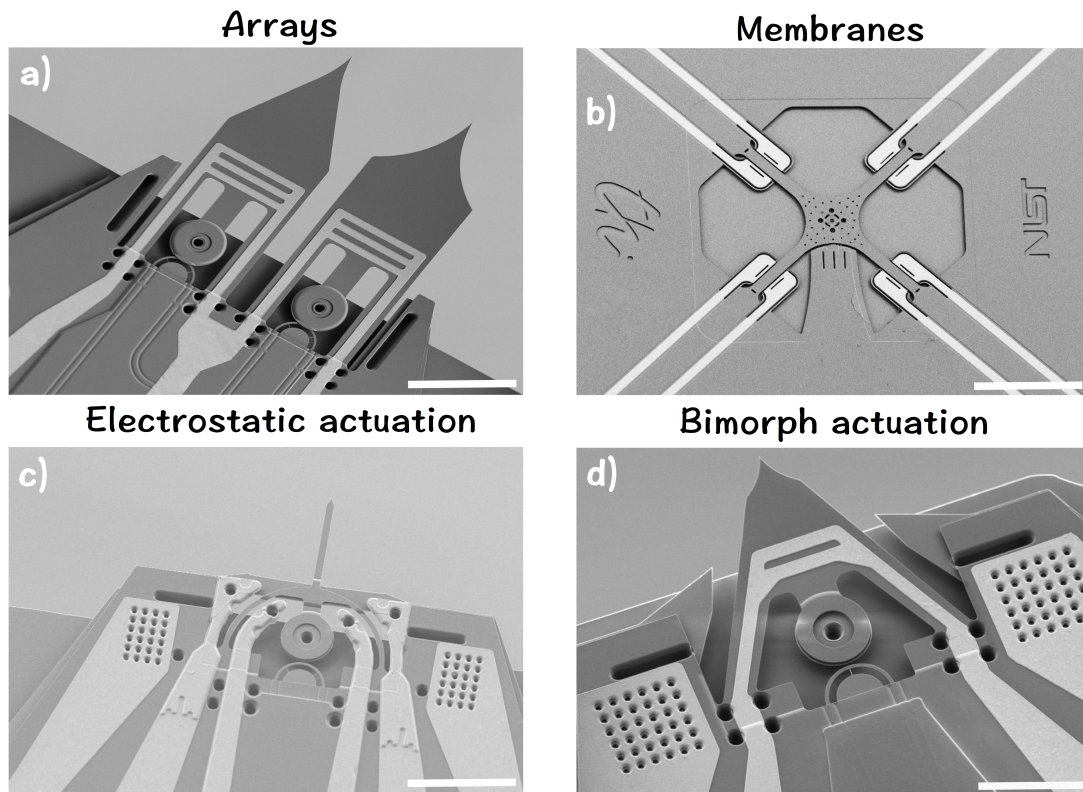 Arrays
Membranes
a)
b)
NIST
Electrostatic actuation
Bimorph actuation
c)
d)